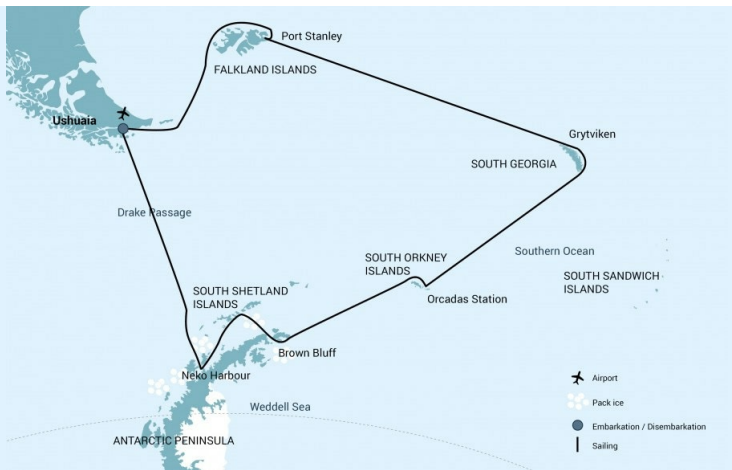 Port Stanley
FALKLAND ISLANDS
Ushuaia
Grytviken
SOUTH GEORGIA
Drake Passage
Southern Ocean
SOUTH ORKNEY
ISLANDS
SOUTH SANDWICH
ISLANDS
SOUTH SHETLAND
ISLANDS
Orcadas Station
Brown Bluff
Neko Harbour
Weddell Sea
ANTARCTIC PENINSULA
Airport
Pack ice
Embarkation / Disembarkation
Sailing